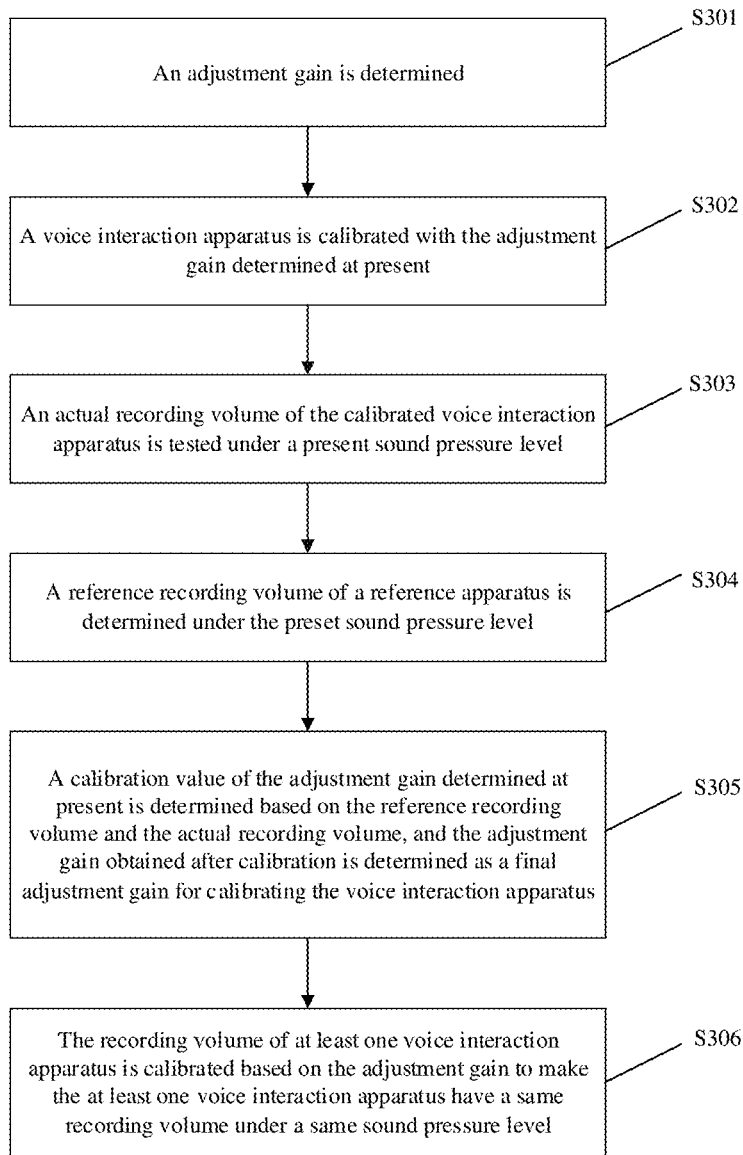 S301
An adjustment gain is determined
S302
A voice interaction apparatus is calibrated with the adjustment
gain determined at present
S303
An actual recording volume of the calibrated voice interaction
apparatus is tested under a present sound pressure level
S304
A reference recording volume of a reference apparatus is
determined under the preset sound pressure level
S305
A calibration value of the adjustment gain determined at
present is determined based on the reference recording
volume and the actual recording volume, and the adjustment
gain obtained after calibration is determined as a final
adjustment gain for calibrating the voice interaction apparatus
S306
The recording volume of at least one voice interaction
apparatus is calibrated based on the adjustment gain to make
the at least one voice interaction apparatus have a same
recording volume under a same sound pressure level